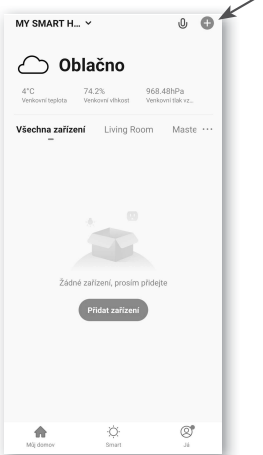 MY SMART H...
Oblačno
4°C 74.2% 968.48hPa
Venkovní teplota Venkovní vlhkost Venkovní tlak vz...
Všechna zařízení Living Room Maste ...
Žádné zařízení, prosím přidejte
Přidat zařízení
Můj domov Smart Já